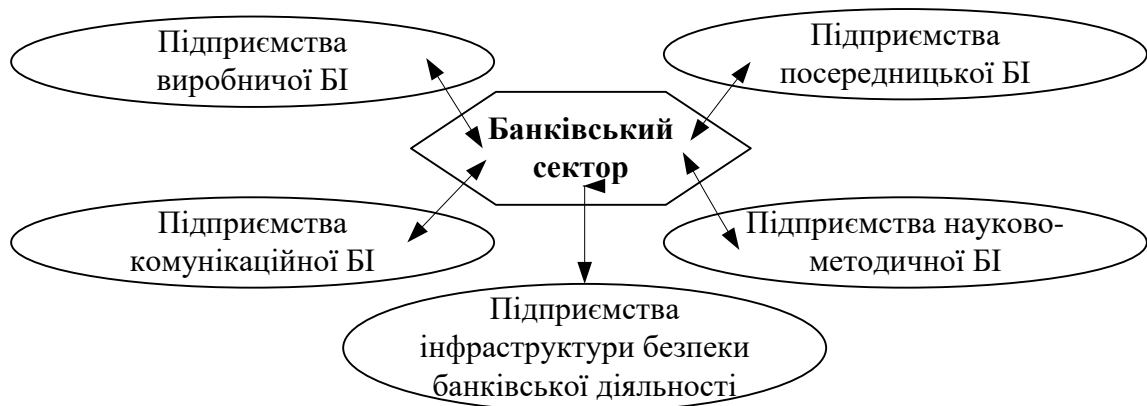 Підприємства
виробничої БІ
Підприємства
посередницької БІ
Банківський
сектор
Підприємства
комунікаційної БІ
Підприємства науково-
методичної БІ
Підприємства
інфраструктури безпеки
банківської діяльності